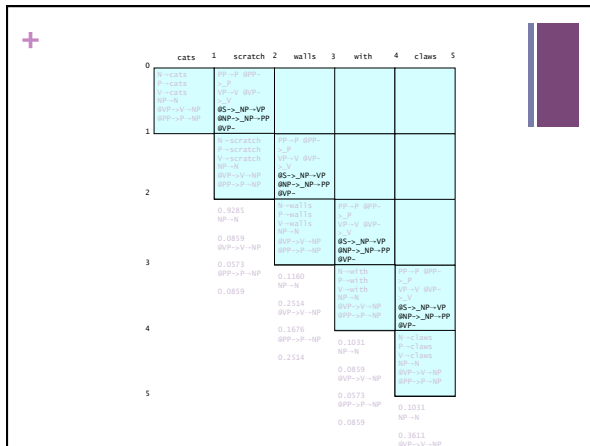 +
cats 1 scratch 2 walls 3 with 4 claws 5
0
N→cats
P→cats
V→cats
NP→N
@VP->V→NP
@PP->P→NP
PP→P @PP-
>_P
VP→V @VP-
>_V
@S->_NP→VP
@NP->_NP→PP
@VP-
1
N→scratch
P→scratch
V→scratch
NP→N
@VP->V→NP
@PP->P→NP
0.9285
NP→N
0.0859
@VP->V→NP
0.0573
@PP->P→NP
0.0859
PP→P @PP-
>_P
VP→V @VP-
>_V
@S->_NP→VP
@NP->_NP→PP
@VP-
2
N→walls
P→walls
V→walls
NP→N
@VP->V→NP
@PP->P→NP
0.1160
NP→N
0.2514
@VP->V→NP
0.1676
@PP->P→NP
0.2514
PP→P @PP-
>_P
VP→V @VP-
>_V
@S->_NP→VP
@NP->_NP→PP
@VP-
3
N→with
P→with
V→with
NP→N
@VP->V→NP
@PP->P→NP
0.1031
NP→N
0.0859
@VP->V→NP
0.0573
@PP->P→NP
0.0859
PP→P @PP-
>_P
VP→V @VP-
>_V
@S->_NP→VP
@NP->_NP→PP
@VP-
4
N→claws
P→claws
V→claws
NP→N
@VP->V→NP
@PP->P→NP
0.1031
NP→N
0.3611
@VP->V→NP
5